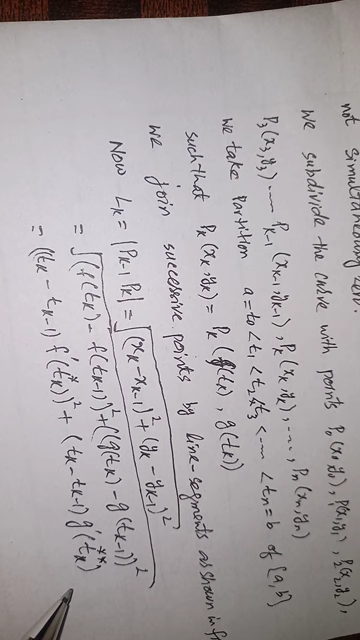 not simultaneously zero.
We subdivide the curve with points P₀(x₀,y₀), P₁(x₁,y₁), P₂(x₂,y₂),
P₃(x₃,y₃) ---- Pₖ₋₁(xₖ₋₁,yₖ₋₁), Pₖ(xₖ,yₖ), ----, Pₙ(xₙ,yₙ)
We take partition a=t₀<t₁<t₂<t₃ <--- <tₙ=b of [a,b]
such that Pₖ(xₖ,yₖ) = Pₖ(f(tₖ), g(tₖ))
We join successive points by line-segments as shown in
Now Lₖ = |Pₖ₋₁Pₖ| = √((xₖ-xₖ₋₁)²+(yₖ-yₖ₋₁)²)
= √((f(tₖ)-f(tₖ₋₁))²+(g(tₖ)-g(tₖ₋₁))²)
= ((tₖ-tₖ₋₁) f'(tₖ*))² + (tₖ-tₖ₋₁) g'(tₖ**)